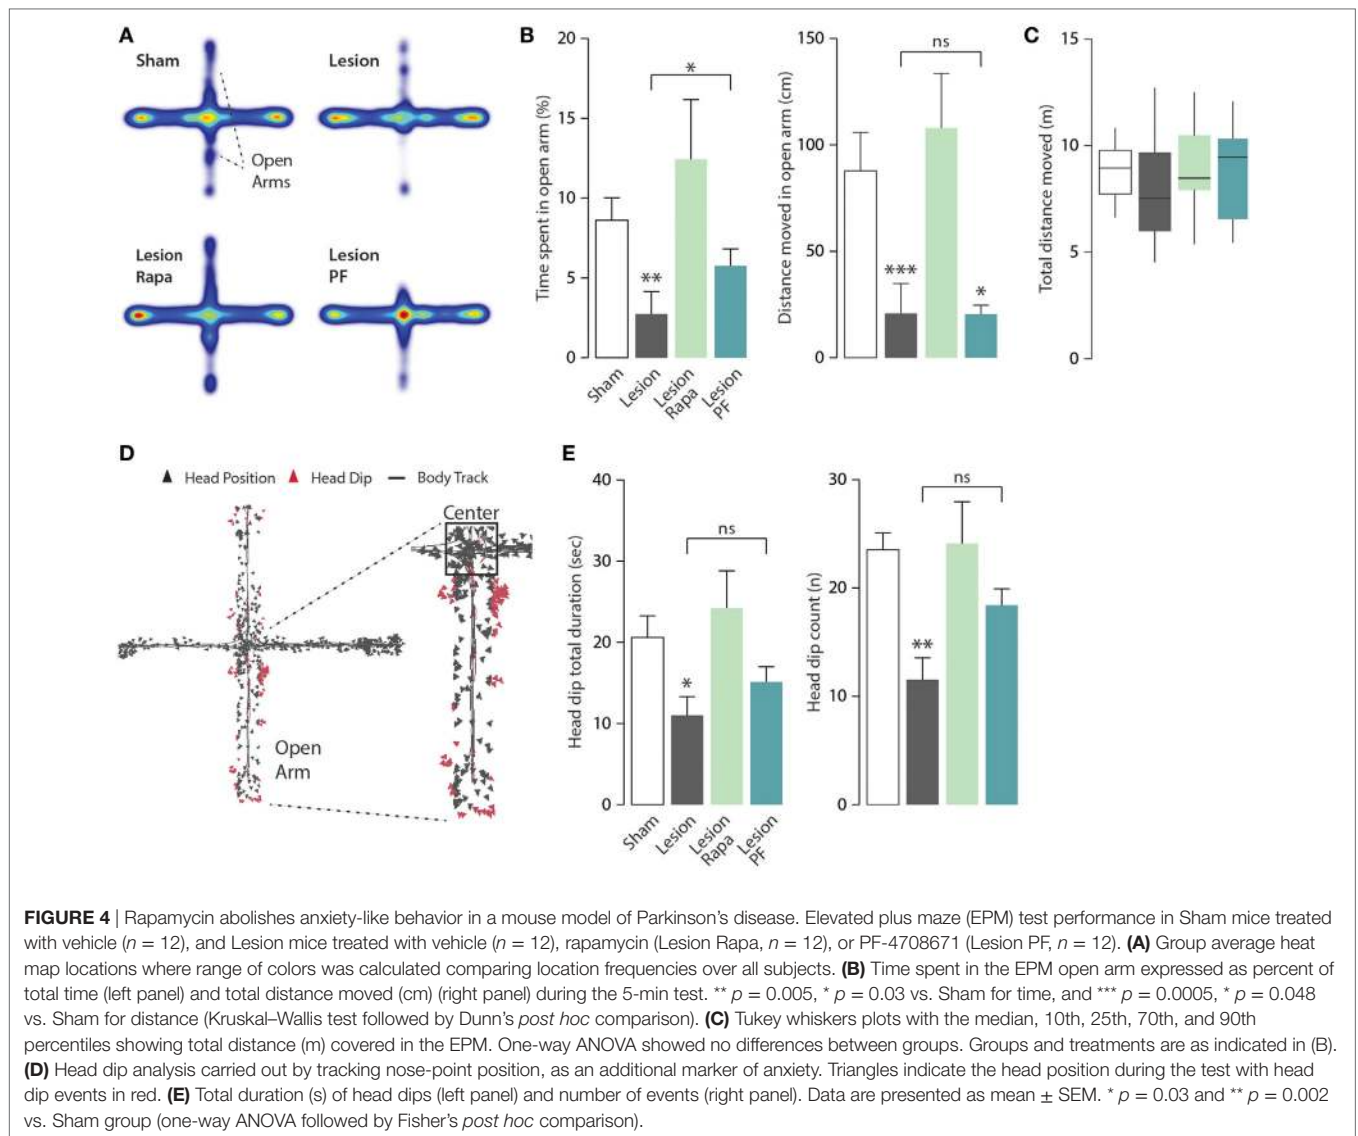 A
Sham
Lesion
Open
Arms
Lesion
Rapa
Lesion
PF
B
Time spent in open arm (%)
20
15
10
5
0
*
**
Sham
Lesion
Lesion
Rapa
Lesion
PF
Distance moved in open arm (cm)
150
100
50
0
ns
***
*
C
Total distance moved (m)
15
10
5
0
D
Head Position
Head Dip
Body Track
Center
Open
Arm
E
Head dip total duration (sec)
40
30
20
10
0
ns
*
Sham
Lesion
Lesion
Rapa
Lesion
PF
Head dip count (n)
30
20
10
0
ns
**
FIGURE 4 | Rapamycin abolishes anxiety-like behavior in a mouse model of Parkinson's disease. Elevated plus maze (EPM) test performance in Sham mice treated
with vehicle (n = 12), and Lesion mice treated with vehicle (n = 12), rapamycin (Lesion Rapa, n = 12), or PF-4708671 (Lesion PF, n = 12). (A) Group average heat
map locations where range of colors was calculated comparing location frequencies over all subjects. (B) Time spent in the EPM open arm expressed as percent of
total time (left panel) and total distance moved (cm) (right panel) during the 5-min test. ** p = 0.005, * p = 0.03 vs. Sham for time, and *** p = 0.0005, * p = 0.048
vs. Sham for distance (Kruskal–Wallis test followed by Dunn's post hoc comparison). (C) Tukey whiskers plots with the median, 10th, 25th, 70th, and 90th
percentiles showing total distance (m) covered in the EPM. One-way ANOVA showed no differences between groups. Groups and treatments are as indicated in (B).
(D) Head dip analysis carried out by tracking nose-point position, as an additional marker of anxiety. Triangles indicate the head position during the test with head
dip events in red. (E) Total duration (s) of head dips (left panel) and number of events (right panel). Data are presented as mean ± SEM. * p = 0.03 and ** p = 0.002
vs. Sham group (one-way ANOVA followed by Fisher's post hoc comparison).